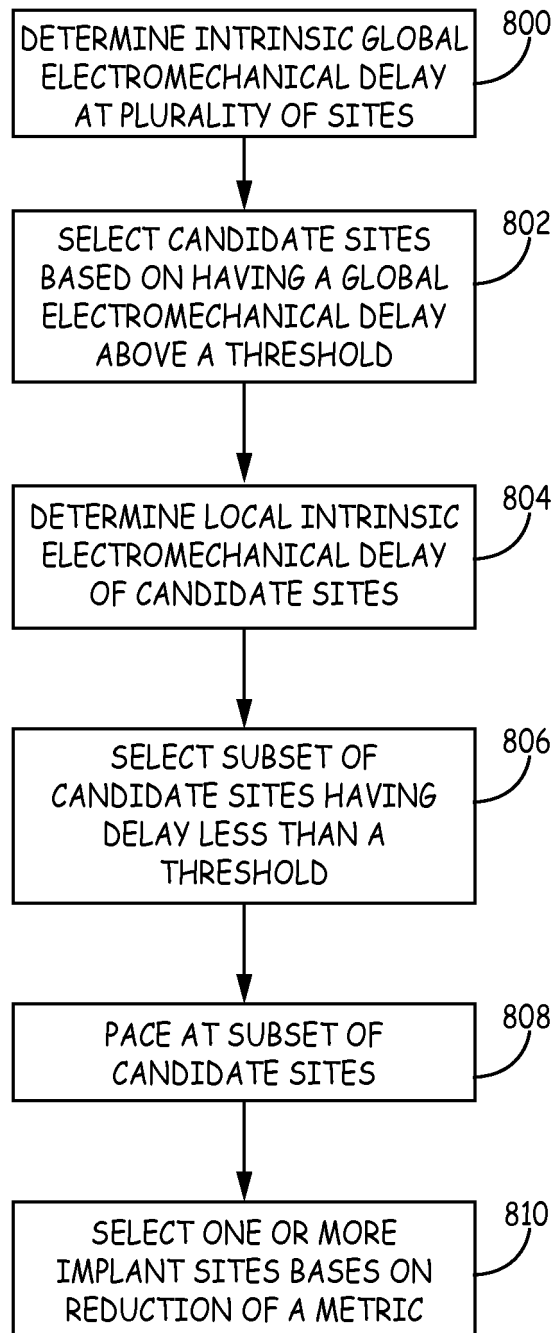 DETERMINE INTRINSIC GLOBAL
ELECTROMECHANICAL DELAY
AT PLURALITY OF SITES
800
SELECT CANDIDATE SITES
BASED ON HAVING A GLOBAL
ELECTROMECHANICAL DELAY
ABOVE A THRESHOLD
802
DETERMINE LOCAL INTRINSIC
ELECTROMECHANICAL DELAY
OF CANDIDATE SITES
804
SELECT SUBSET OF
CANDIDATE SITES HAVING
DELAY LESS THAN A
THRESHOLD
806
PACE AT SUBSET OF
CANDIDATE SITES
808
SELECT ONE OR MORE
IMPLANT SITES BASES ON
REDUCTION OF A METRIC
810